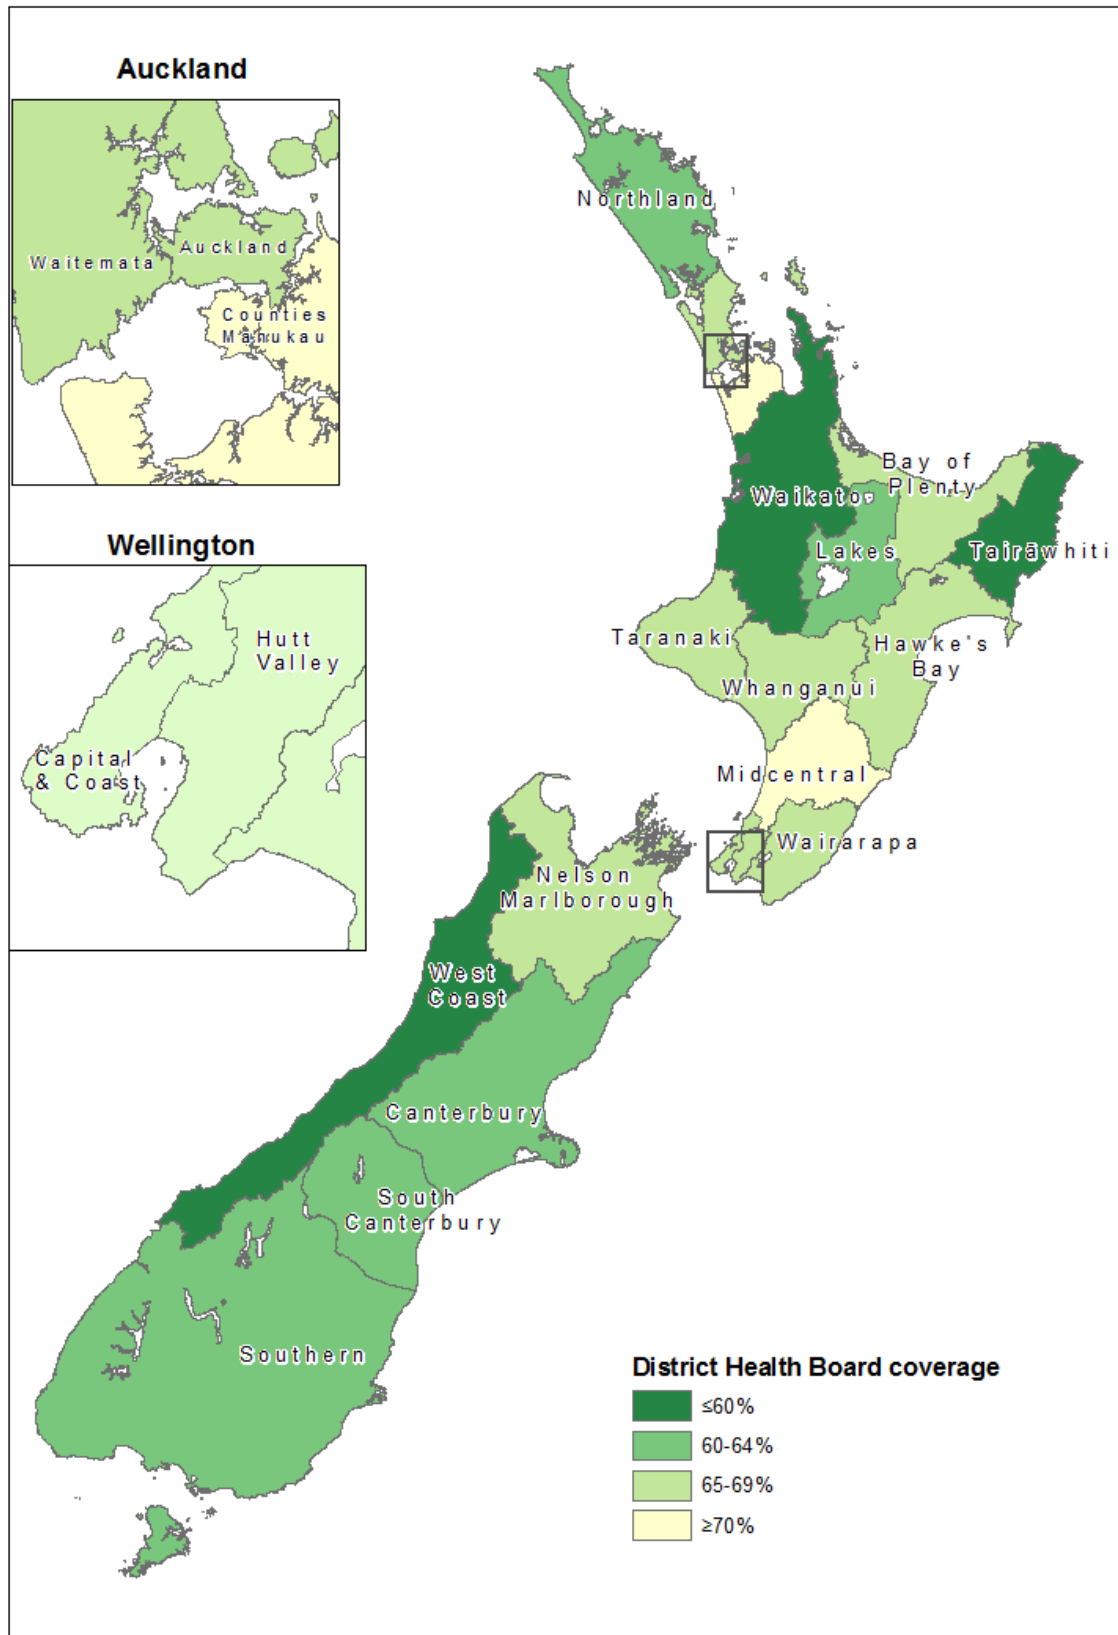 Auckland
Waitemata
Auckland
Counties
Manukau
Wellington
Hutt
Valley
Capital
& Coast
Northland
Waikato
Bay of
Plenty
Lakes
Tairāwhiti
Taranaki
Hawke's
Bay
Whanganui
Midcentral
Wairarapa
Nelson
Marlborough
West
Coast
Canterbury
South
Canterbury
Southern
District Health Board coverage
≤60%
60-64%
65-69%
≥70%